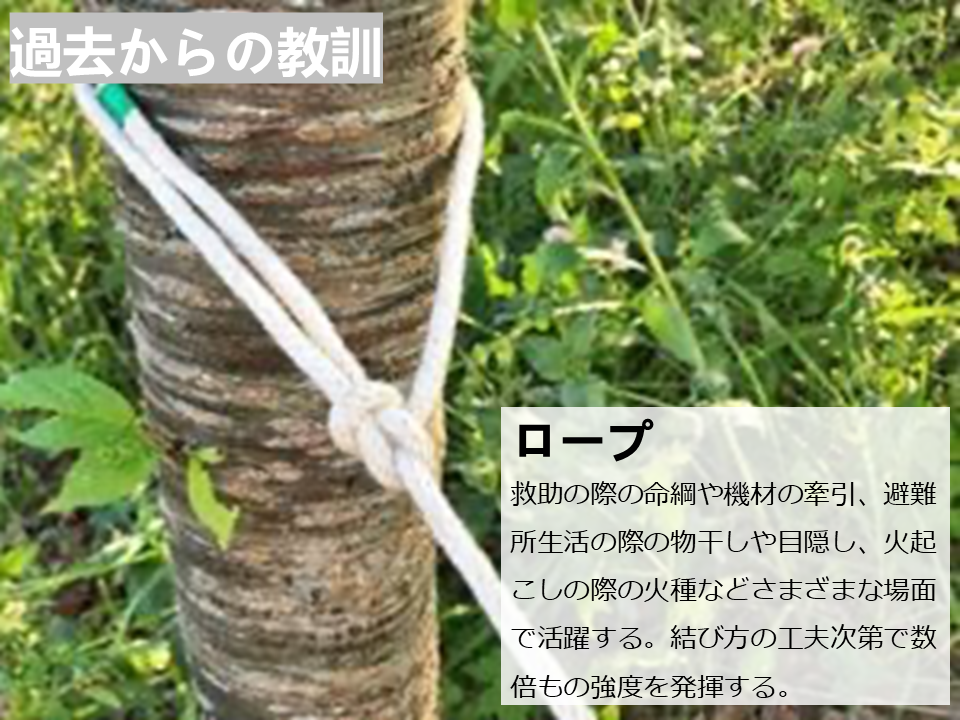 過去からの教訓
ロープ
救助の際の命綱や機材の牽引、避難
所生活の際の物干しや目隠し、火起
こしの際の火種などさまざまな場面
で活躍する。結び方の工夫次第で数
倍もの強度を発揮する。